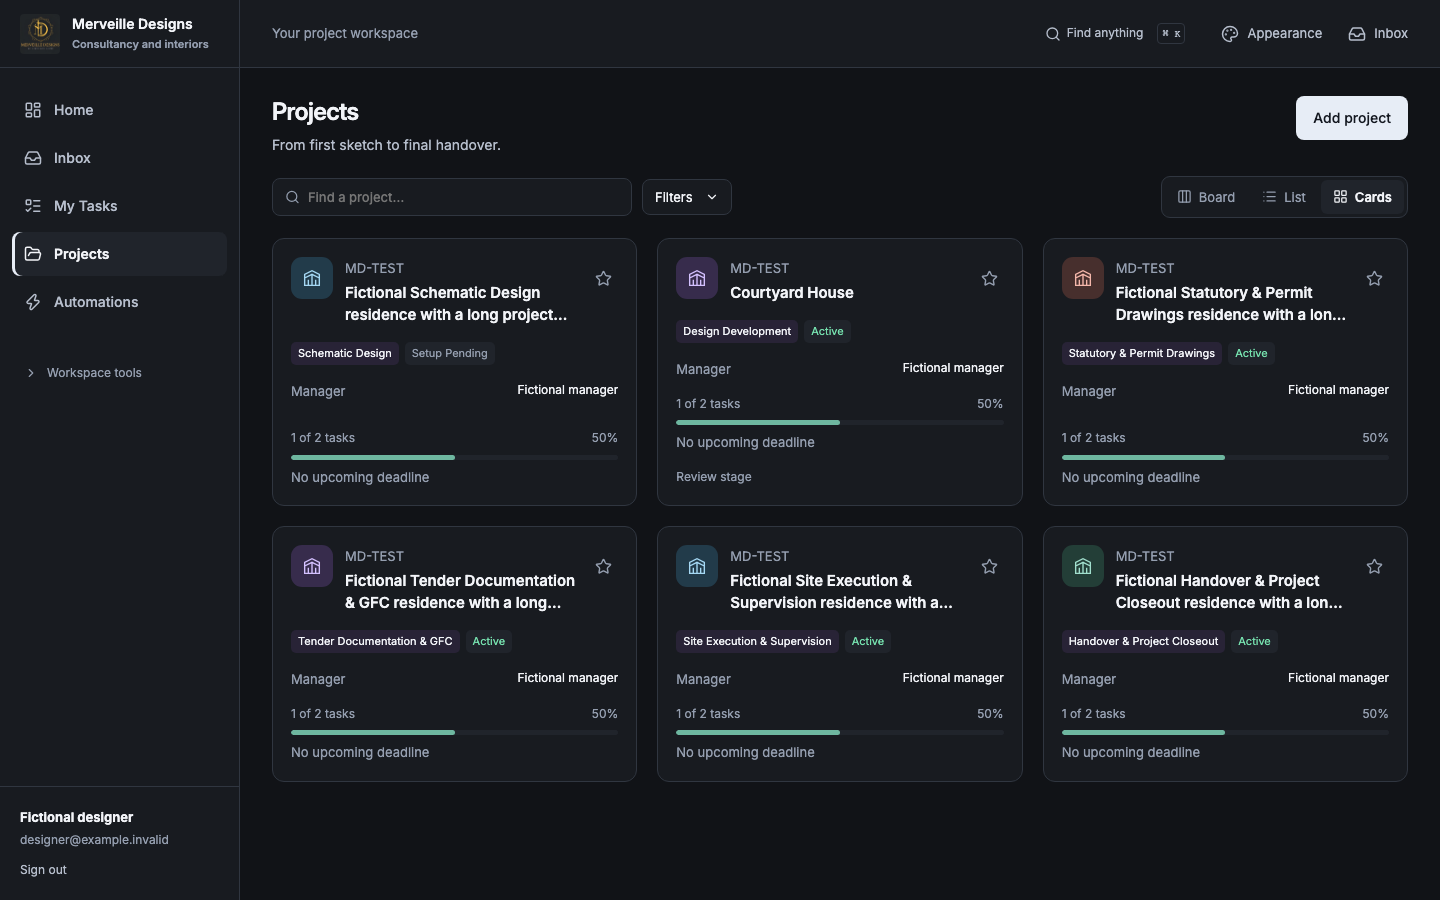 Merveille Designs
Consultancy and interiors
Your project workspace
Find anything
⌘ K
Appearance
Inbox
Home
Inbox
My Tasks
Projects
Automations
Workspace tools
Fictional designer
designer@example.invalid
Sign out
Projects
From first sketch to final handover.
Add project
Find a project...
Filters
Board
List
Cards
MD-TEST
Fictional Schematic Design
residence with a long project...
Schematic Design
Setup Pending
Manager
Fictional manager
1 of 2 tasks
50%
No upcoming deadline
MD-TEST
Courtyard House
Design Development
Active
Manager
Fictional manager
1 of 2 tasks
50%
No upcoming deadline
Review stage
MD-TEST
Fictional Statutory & Permit
Drawings residence with a lon...
Statutory & Permit Drawings
Active
Manager
Fictional manager
1 of 2 tasks
50%
No upcoming deadline
MD-TEST
Fictional Tender Documentation
& GFC residence with a long...
Tender Documentation & GFC
Active
Manager
Fictional manager
1 of 2 tasks
50%
No upcoming deadline
MD-TEST
Fictional Site Execution &
Supervision residence with a...
Site Execution & Supervision
Active
Manager
Fictional manager
1 of 2 tasks
50%
No upcoming deadline
MD-TEST
Fictional Handover & Project
Closeout residence with a lon...
Handover & Project Closeout
Active
Manager
Fictional manager
1 of 2 tasks
50%
No upcoming deadline